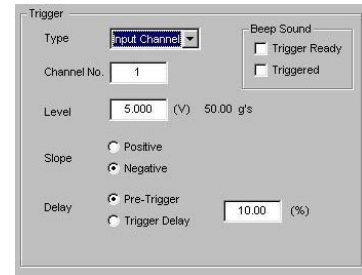 Trigger
Type Input Channel
Beep Sound
Trigger Ready
Triggered
Channel No. 1
Level 5.000 (V) 50.00 g's
Slope
Positive
Negative
Delay
Pre-Trigger
Trigger Delay
10.00 (%)